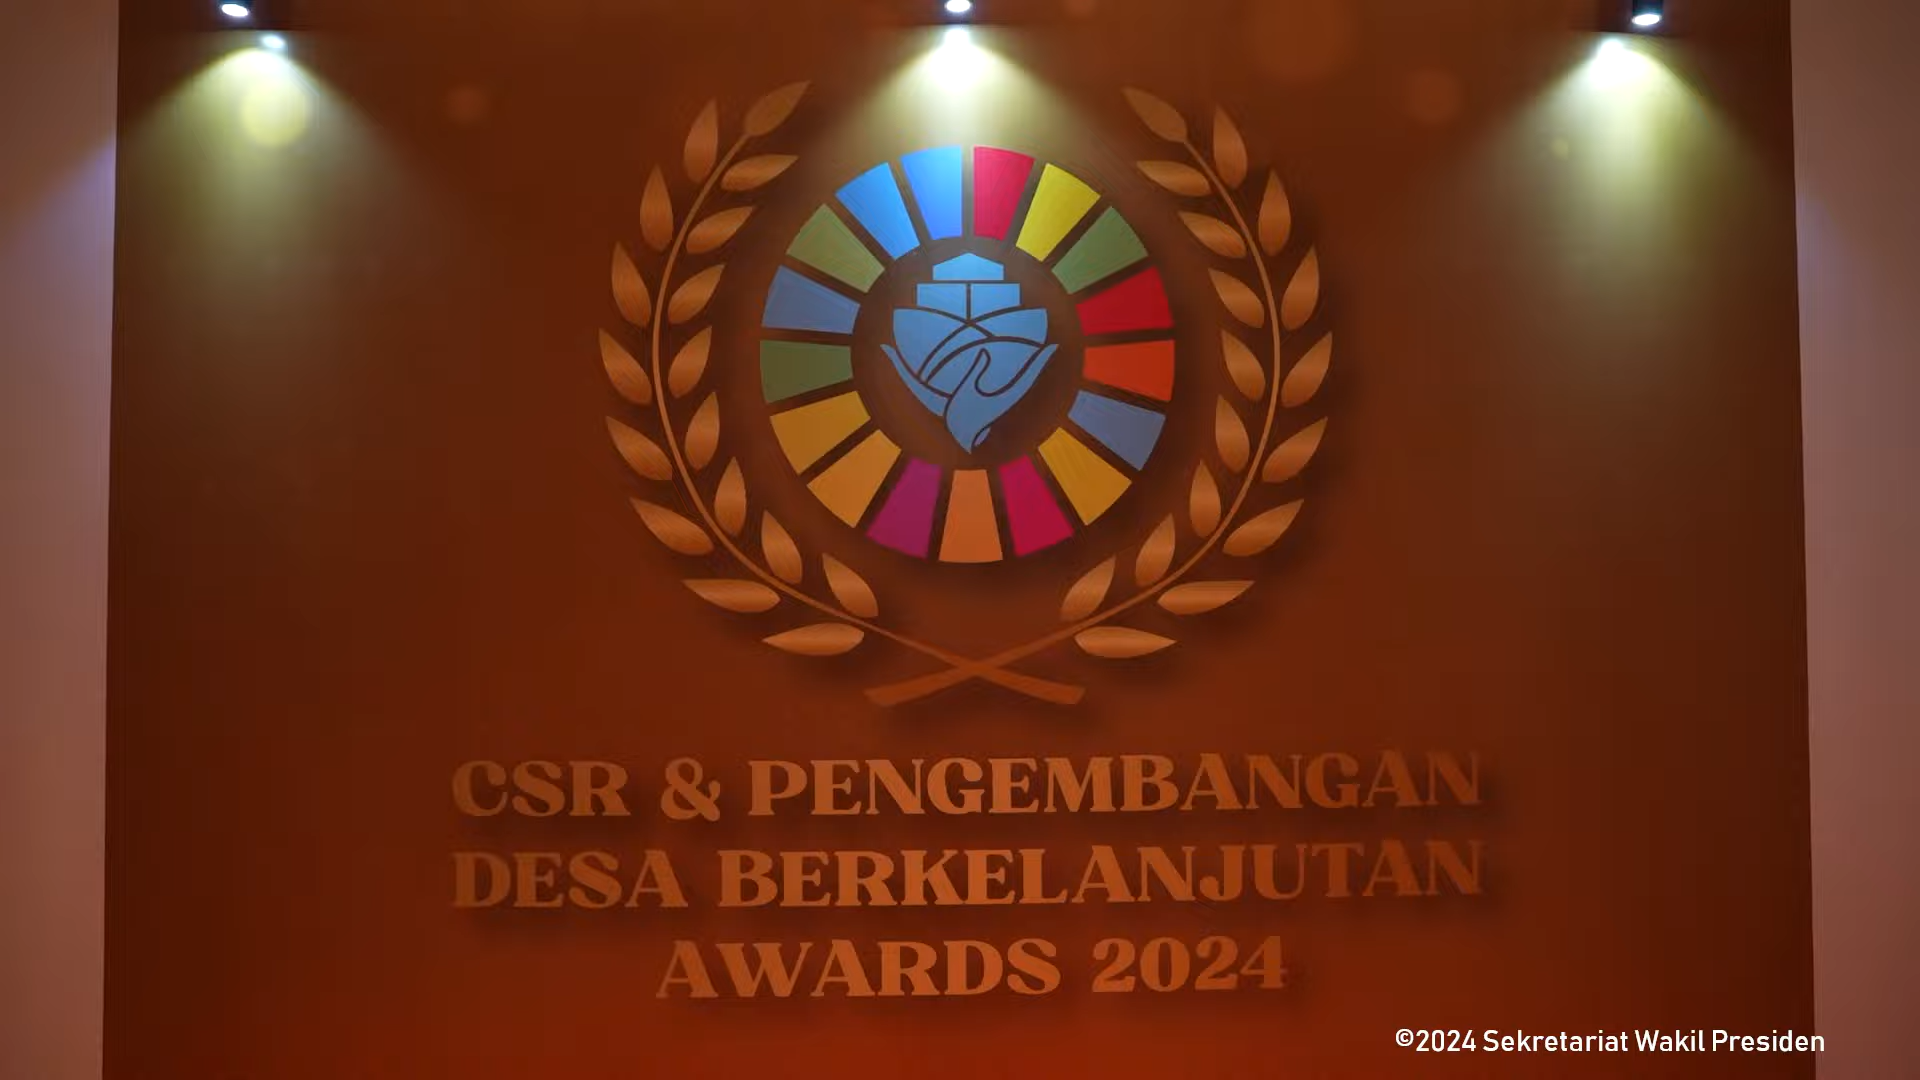 CSR & PENGEMBANGAN
DESA BERKELANJUTAN
AWARDS 2024
©2024 Sekretariat Wakil Presiden